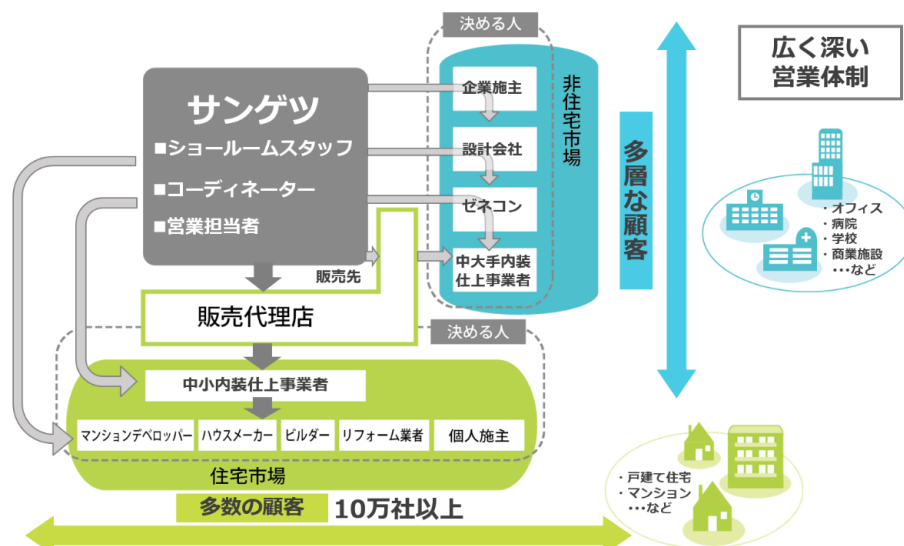 決める人
広く深い
営業体制
サンゲツ
■ショールームスタッフ
■コーディネーター
■営業担当者
企業施主
設計会社
ゼネコン
中大手内装
仕上事業者
非住宅市場
多層な顧客
・オフィス
・病院
・学校
・商業施設
・・・など
販売先
販売代理店
決める人
中小内装仕上事業者
マンションデベロッパー
ハウスメーカー
ビルダー
リフォーム業者
個人施主
住宅市場
・戸建て住宅
・マンション
・・・など
多数の顧客
10万社以上